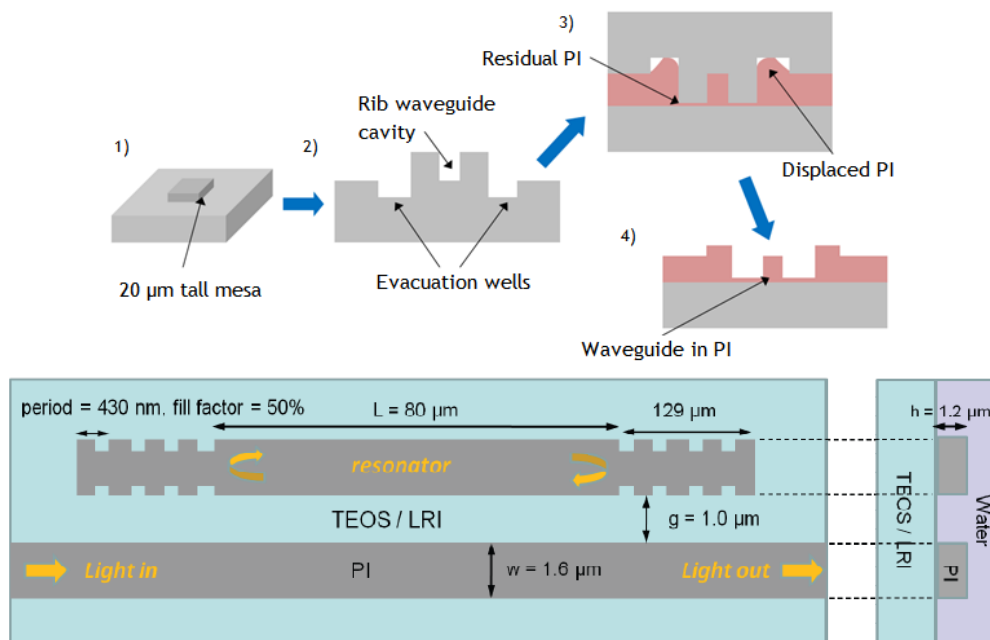 3)
Residual PI
Rib waveguide
cavity
1)
2)
Displaced PI
4)
20 µm tall mesa
Evacuation wells
Waveguide in PI
period = 430 nm, fill factor = 50%
L = 80 µm
129 µm
h = 1.2 µm
resonator
TEOS / LRI
g = 1.0 µm
TECS / LRI
Water
Light in
PI
w = 1.6 µm
Light out
PI